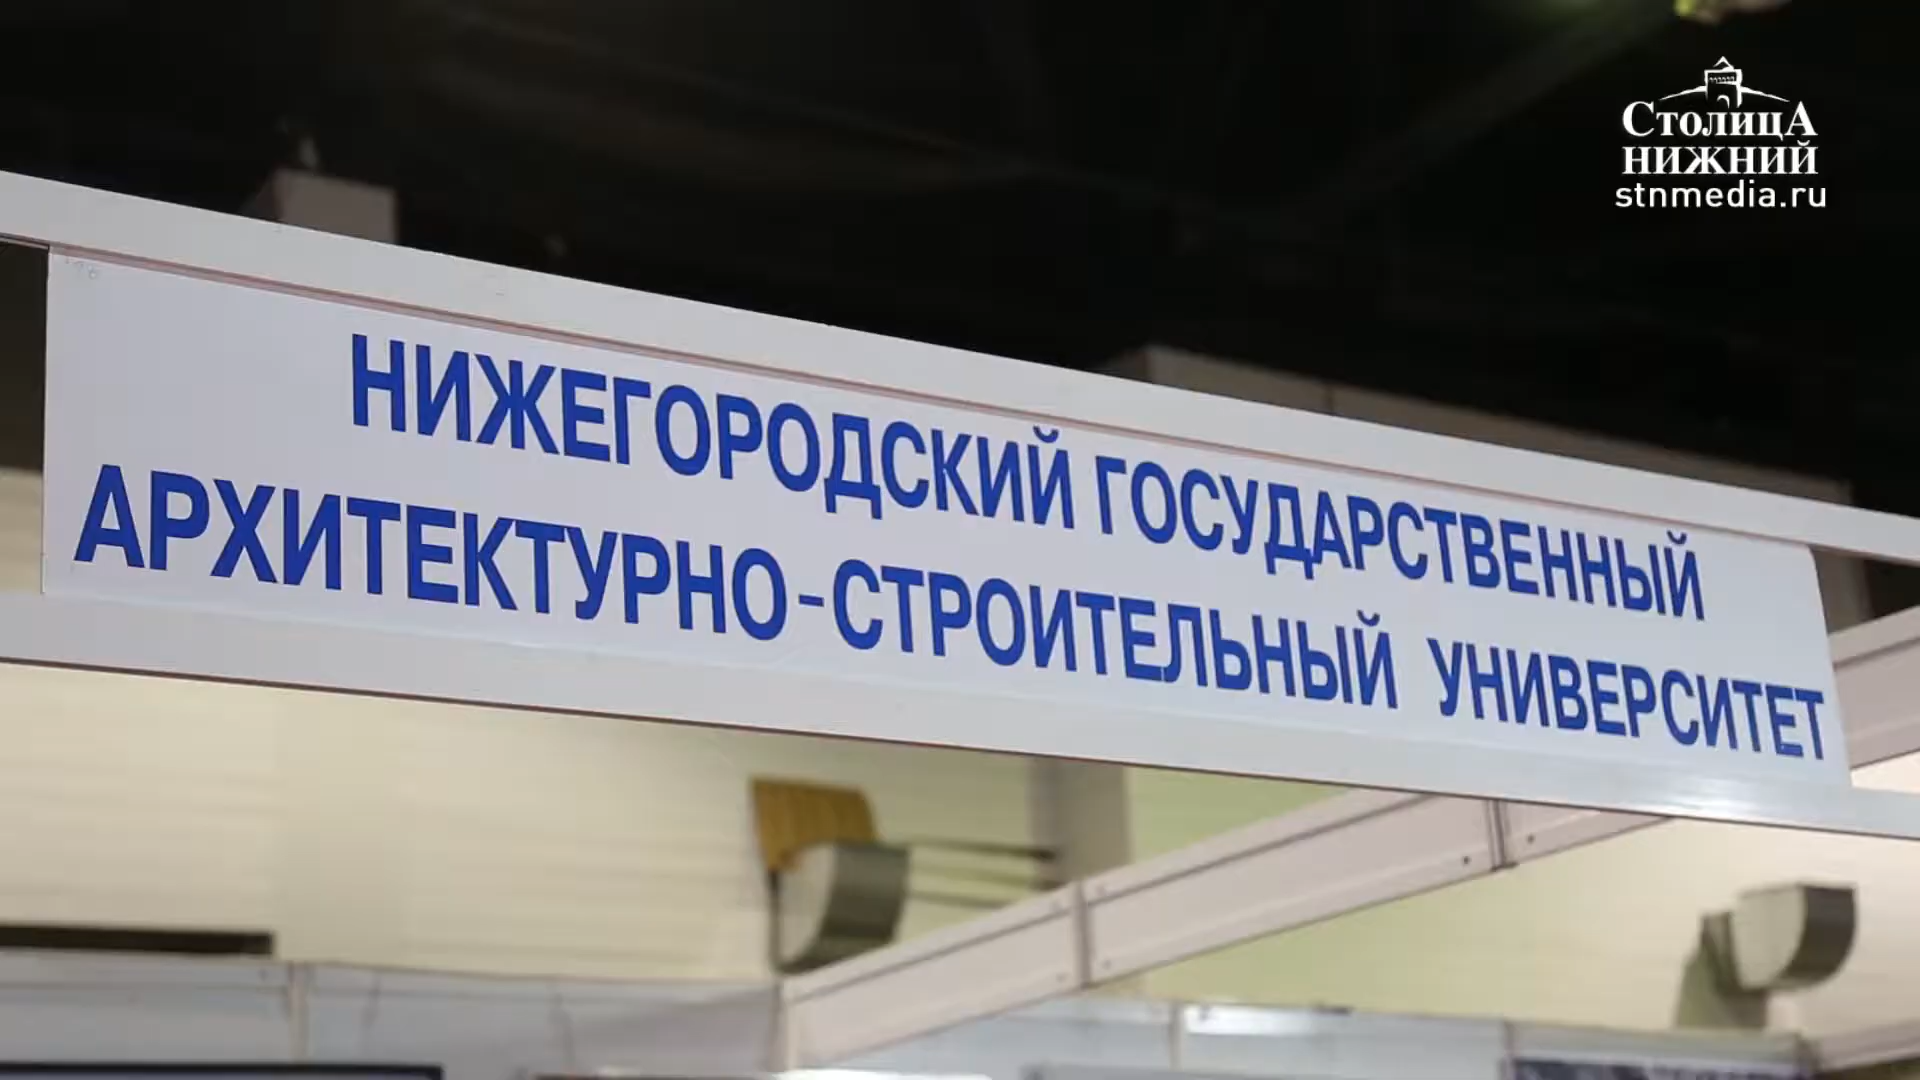 СтолицА
НИЖНИЙ
stnmedia.ru
НИЖЕГОРОДСКИЙ ГОСУДАРСТВЕННЫЙ
АРХИТЕКТУРНО-СТРОИТЕЛЬНЫЙ УНИВЕРСИТЕТ